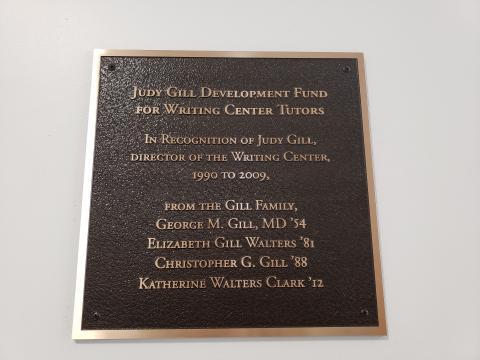 Judy Gill Development Fund
for Writing Center Tutors
In Recognition of Judy Gill,
director of the Writing Center,
1990 to 2009,
from the Gill Family,
George M. Gill, MD '54
Elizabeth Gill Walters '81
Christopher G. Gill '88
Katherine Walters Clark '12